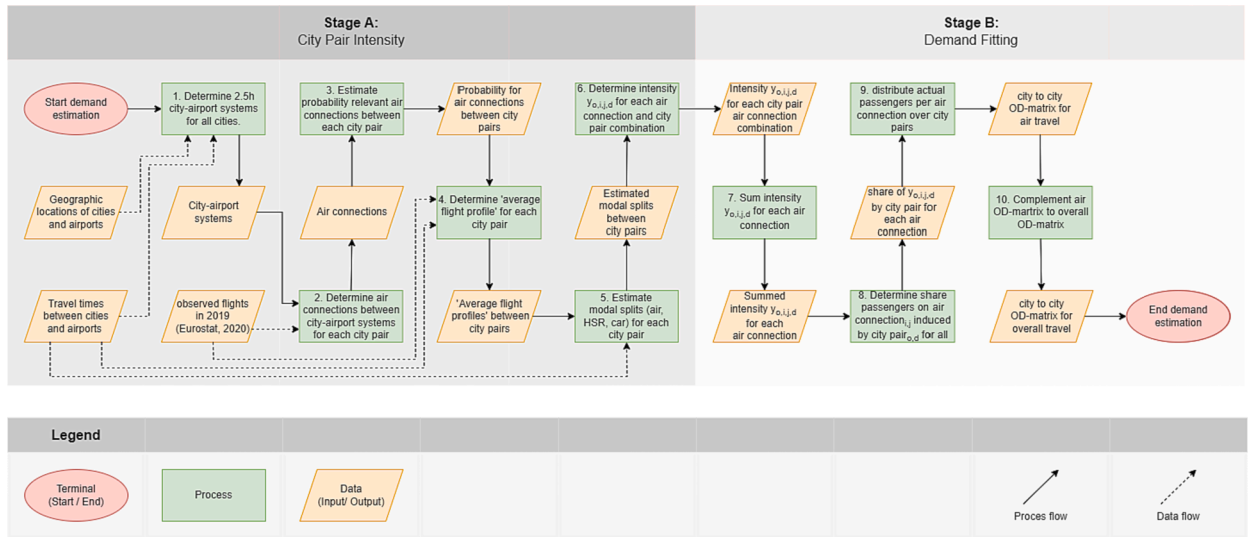 Stage A:
City Pair Intensity
Stage B:
Demand Fitting
Start demand
estimation
1. Determine 2.5h
city-airport systems
for all cities.
3. Estimate
probability relevant air
connections between
each city pair
Probability for
air connections
between city
pairs
6. Determine intensity
y_o,i,j,d for each air
connection and city
pair combination
Intensity y_o,i,j,d
for each city pair
air connection
combination
9. distribute actual
passengers per air
connection over city
pairs
city to city
OD-matrix for
air travel
Geographic
locations of cities
and airports
City-airport
systems
Air connections
4. Determine 'average
flight profile' for each
city pair
Estimated
modal splits
between
city pairs
7. Sum intensity
y_o,i,j,d for each air
connection
share of y_o,i,j,d
by city pair for
each air
connection
10. Complement air
OD-martrix to overall
OD-matrix
Travel times
between cities
and airports
observed flights
in 2019
(Eurostat, 2020)
2. Determine air
connections between
city-airport systems
for each city pair
'Average flight
profiles' between
city pairs
5. Estimate
modal splits (air,
HSR, car) for each
city pair
Summed
intensity y_o,i,j,d
for each
air connection
8. Determine share
passengers on air
connection_i,j induced
by city pair_o,d for all
city to city
OD-matrix for
overall travel
End demand
estimation
Legend
Terminal
(Start / End)
Process
Data
(Input/ Output)
Proces flow
Data flow